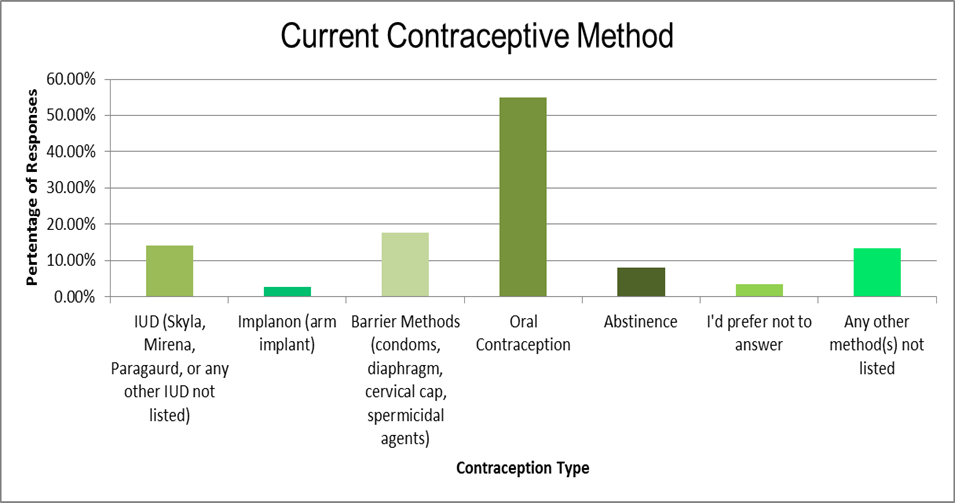 Current Contraceptive Method
Pertentage of Responses
60.00%
50.00%
40.00%
30.00%
20.00%
10.00%
0.00%
IUD (Skyla,
Mirena,
Paragaurd, or any
other IUD not
listed)
Implanon (arm
implant)
Barrier Methods
(condoms,
diaphragm,
cervical cap,
spermicidal
agents)
Oral
Contraception
Abstinence
I'd prefer not to
answer
Any other
method(s) not
listed
Contraception Type